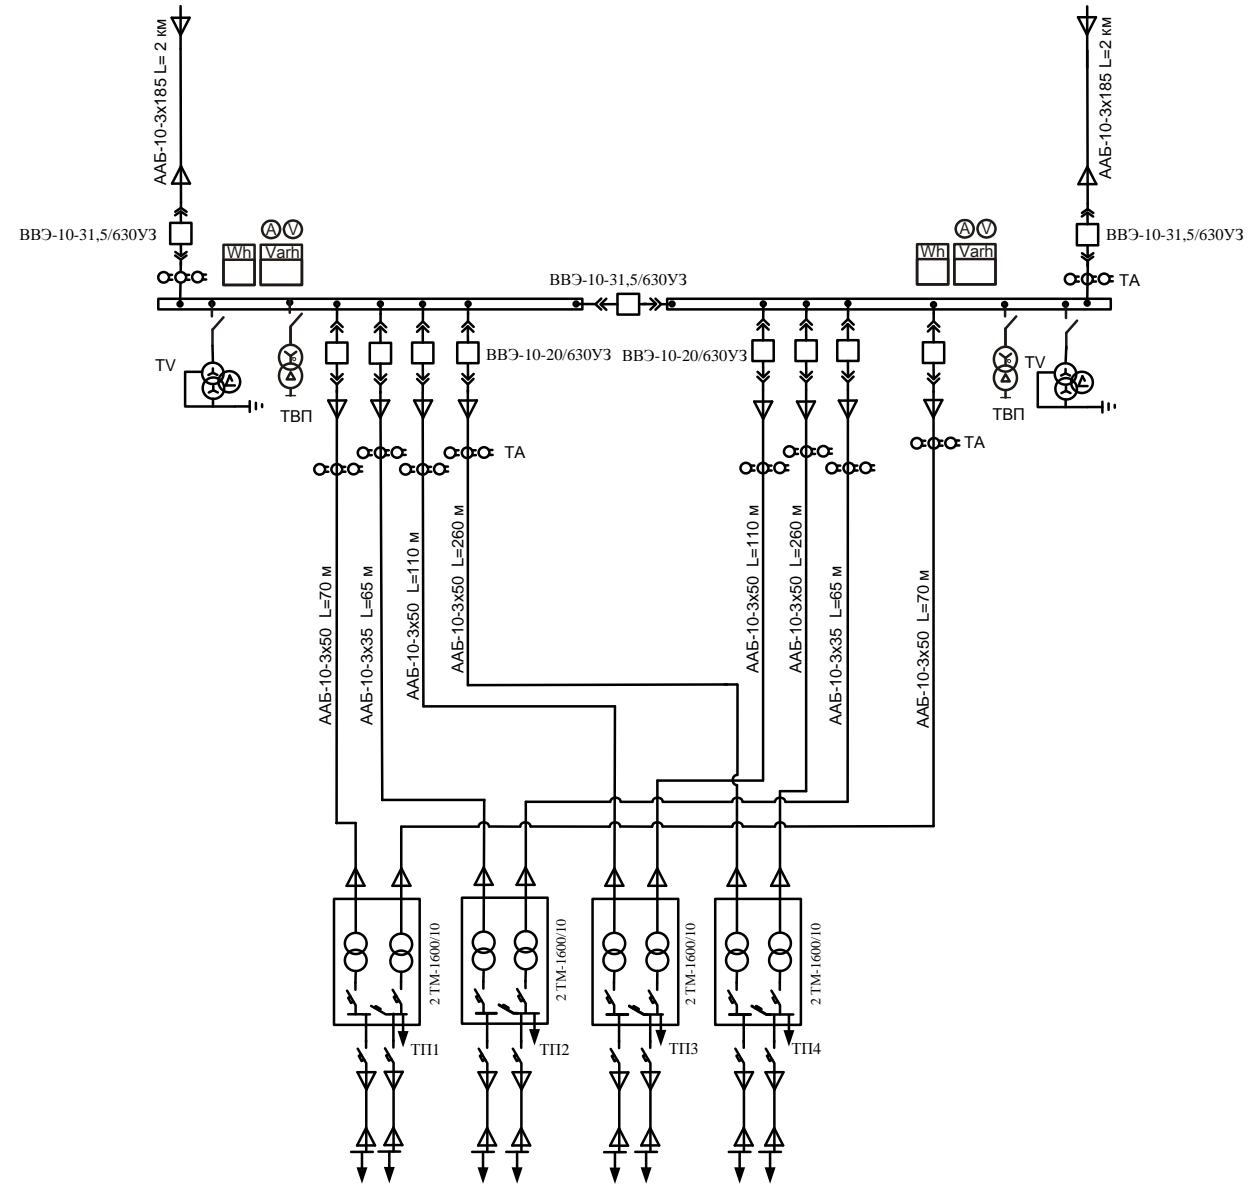 ААБ-10-3х185 L= 2 км
ААБ-10-3х185 L=2 км
ВВЭ-10-31,5/630УЗ
A V
Wh Varh
ВВЭ-10-31,5/630УЗ
A V
Wh Varh
ВВЭ-10-31,5/630УЗ
ТА
TV
ТВП
ВВЭ-10-20/630УЗ
ВВЭ-10-20/630УЗ
ТВП
TV
ТА
ТА
ААБ-10-3х50 L=70 м
ААБ-10-3х35 L=65 м
ААБ-10-3х50 L=110 м
ААБ-10-3х50 L=260 м
ААБ-10-3х50 L=110 м
ААБ-10-3х50 L=260 м
ААБ-10-3х35 L=65 м
ААБ-10-3х50 L=70 м
2 ТМ-1600/10
2 ТМ-1600/10
2 ТМ-1600/10
2 ТМ-1600/10
ТП1
ТП2
ТП3
ТП4